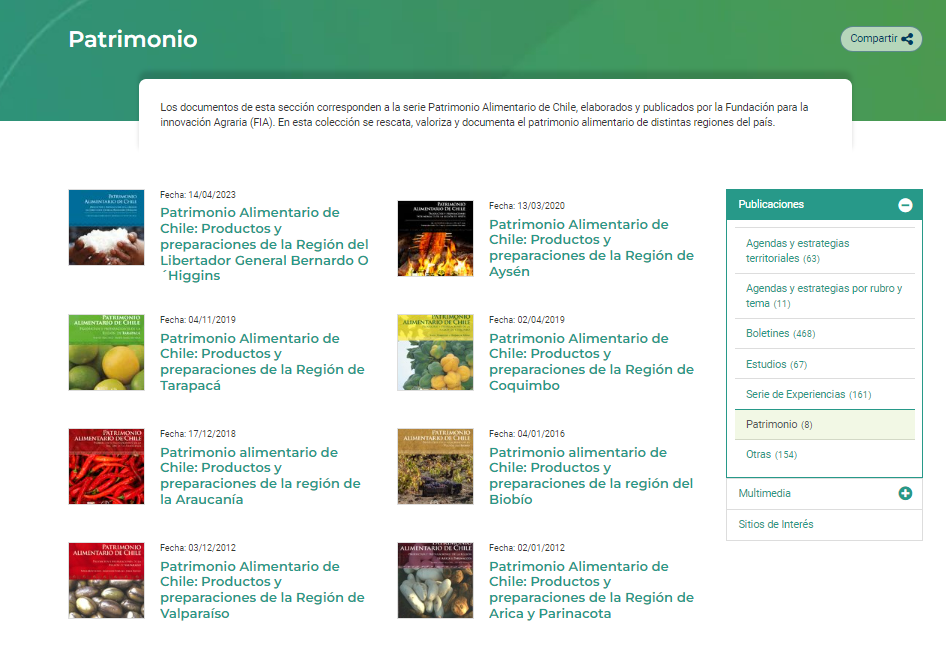 Patrimonio
Compartir
Los documentos de esta sección corresponden a la serie Patrimonio Alimentario de Chile, elaborados y publicados por la Fundación para la
innovación Agraria (FIA). En esta colección se rescata, valoriza y documenta el patrimonio alimentario de distintas regiones del país.
Fecha: 14/04/2023
Patrimonio Alimentario de
Chile: Productos y
preparaciones de la Región del
Libertador General Bernardo O
´Higgins
Fecha: 13/03/2020
Patrimonio Alimentario de
Chile: Productos y
preparaciones de la Región de
Aysén
Fecha: 04/11/2019
Patrimonio Alimentario de
Chile: Productos y
preparaciones de la Región de
Tarapacá
Fecha: 02/04/2019
Patrimonio Alimentario de
Chile: Productos y
preparaciones de la Región de
Coquimbo
Fecha: 17/12/2018
Patrimonio alimentario de
Chile: Productos y
preparaciones de la región de
la Araucanía
Fecha: 04/01/2016
Patrimonio alimentario de
Chile: Productos y
preparaciones de la región del
Biobío
Fecha: 03/12/2012
Patrimonio Alimentario de
Chile: Productos y
preparaciones de la Región de
Valparaíso
Fecha: 02/01/2012
Patrimonio Alimentario de
Chile: Productos y
preparaciones de la Región de
Arica y Parinacota
Publicaciones
Agendas y estrategias
territoriales (63)
Agendas y estrategias por rubro y
tema (11)
Boletines (468)
Estudios (67)
Serie de Experiencias (161)
Patrimonio (8)
Otras (154)
Multimedia
Sitios de Interés
PATRIMONIO
ALIMENTARIO DE CHILE
PATRIMONIO
ALIMENTARIO DE CHILE
PATRIMONIO
ALIMENTARIO DE CHILE
PATRIMONIO
ALIMENTARIO DE CHILE
PATRIMONIO
ALIMENTARIO DE CHILE
PATRIMONIO
ALIMENTARIO DE CHILE
PATRIMONIO
ALIMENTARIO DE CHILE
PATRIMONIO
ALIMENTARIO DE CHILE